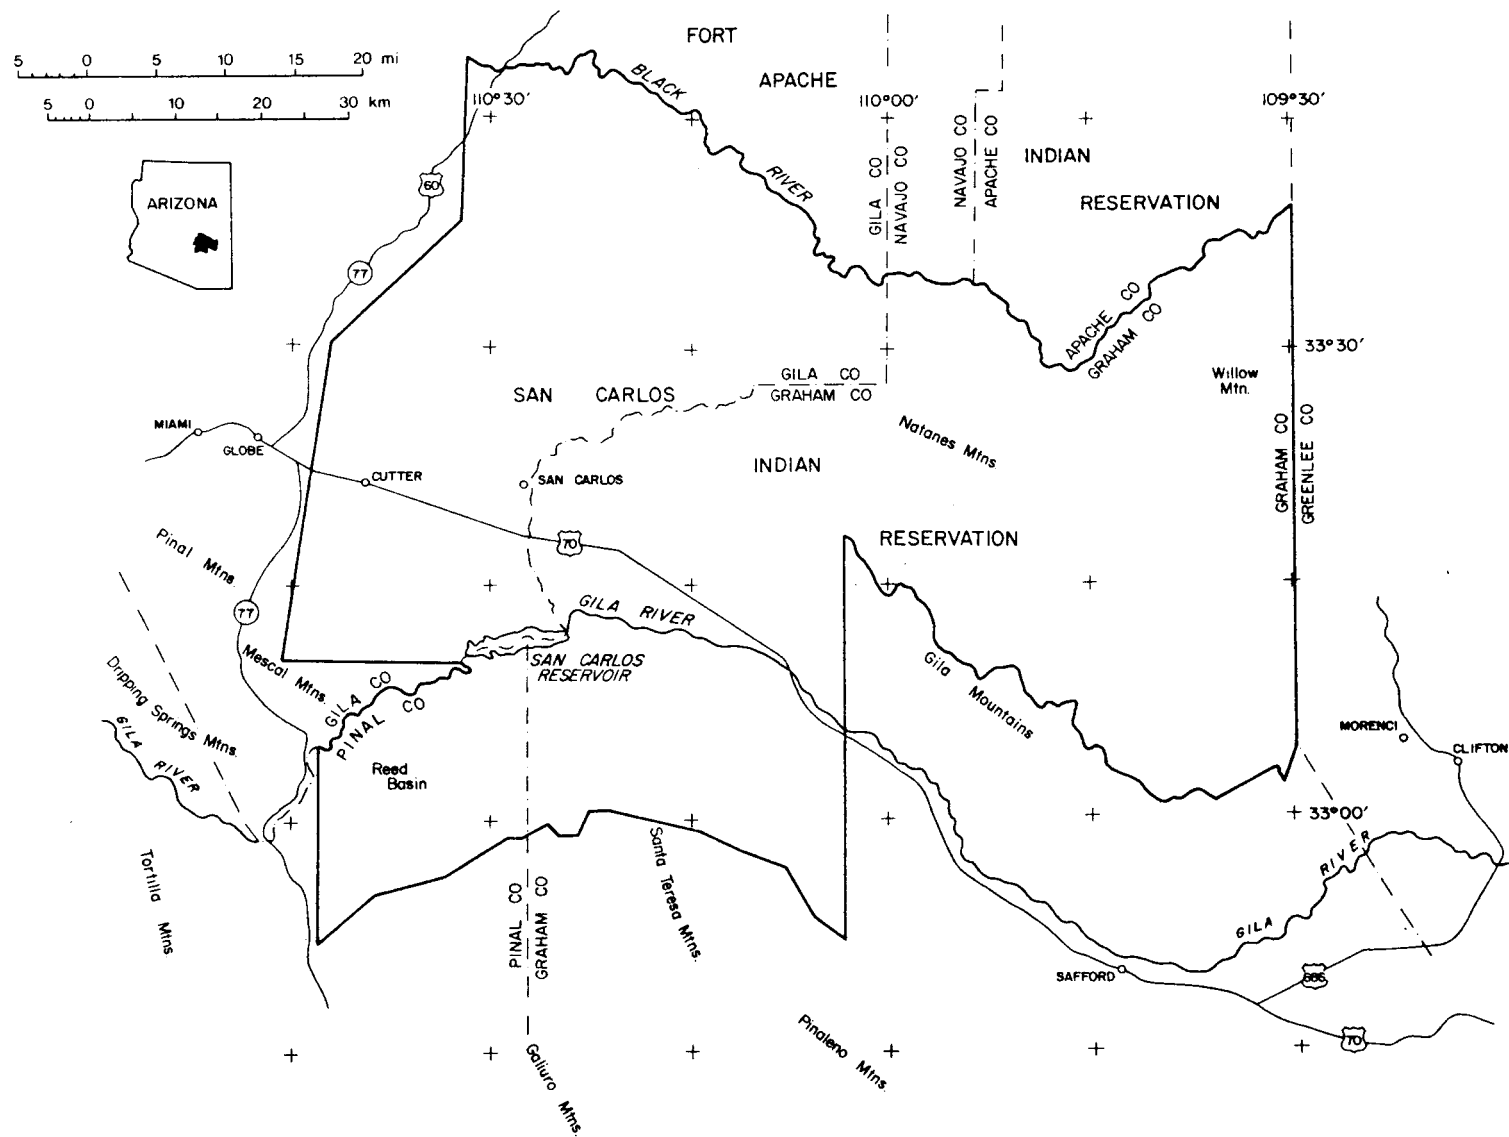 FORT
APACHE
INDIAN
RESERVATION
5 0 5 10 15 20 mi
5 0 10 20 30 km
110°30'
110°00'
109°30'
BLACK
RIVER
GILA CO
NAVAJO CO
NAVAJO CO
APACHE CO
ARIZONA
60
77
APACHE CO
GRAHAM CO
33°30'
Willow
Mtn.
GILA CO
GRAHAM CO
SAN CARLOS
INDIAN
RESERVATION
Natanes Mtns
GRAHAM CO
GREENLEE CO
MIAMI
GLOBE
CUTTER
SAN CARLOS
70
Pinal Mtns.
77
GILA RIVER
SAN CARLOS
RESERVOIR
Mescal Mtns.
GILA CO
PINAL CO
Dripping Springs Mtns.
GILA RIVER
Reed
Basin
Gila Mountains
MORENCI
CLIFTON
33°00'
Tortilla Mtns
PINAL CO
GRAHAM CO
Santa Teresa Mtns.
GILA RIVER
SAFFORD
666
70
Pinaleno Mtns.
Galiuro Mtns.